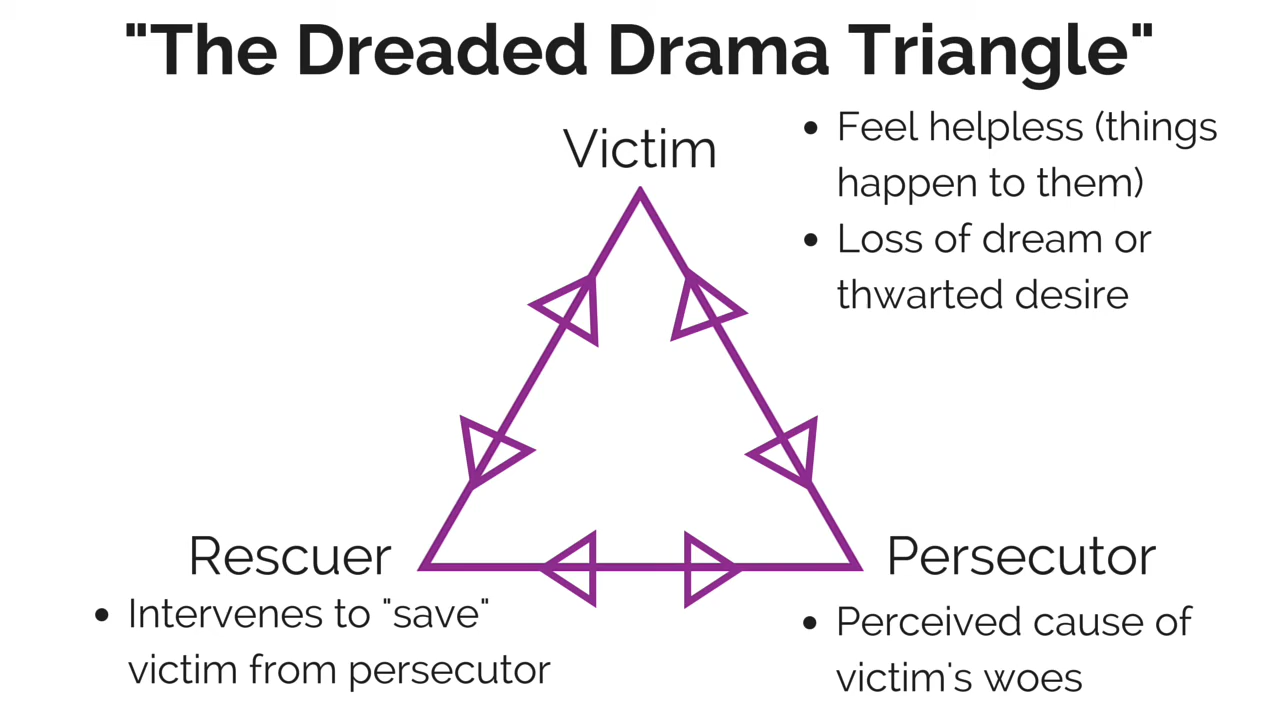 "The Dreaded Drama Triangle"
Victim
• Feel helpless (things
happen to them)
• Loss of dream or
thwarted desire
Rescuer
• Intervenes to "save"
victim from persecutor
Persecutor
• Perceived cause of
victim's woes